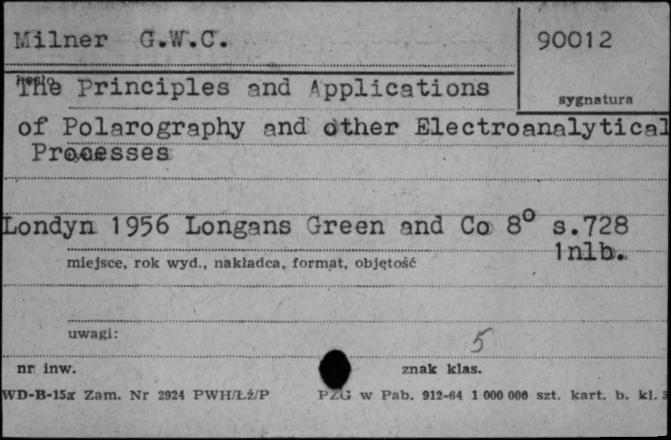 Milner G.W.C. 90012
hasło
The Principles and Applications
sygnatura
of Polarography and other Electroanalytical
Processes
Londyn 1956 Longans Green and Co 8° s.728
1nlb.
miejsce, rok wyd., nakładca, format, objętość
uwagi:
5
nr inw. znak klas.
WD-B-15a Zam. Nr 2924 PWH/Łż/P PZG w Pab. 912-64 1 000 000 szt. kart. b. kl.